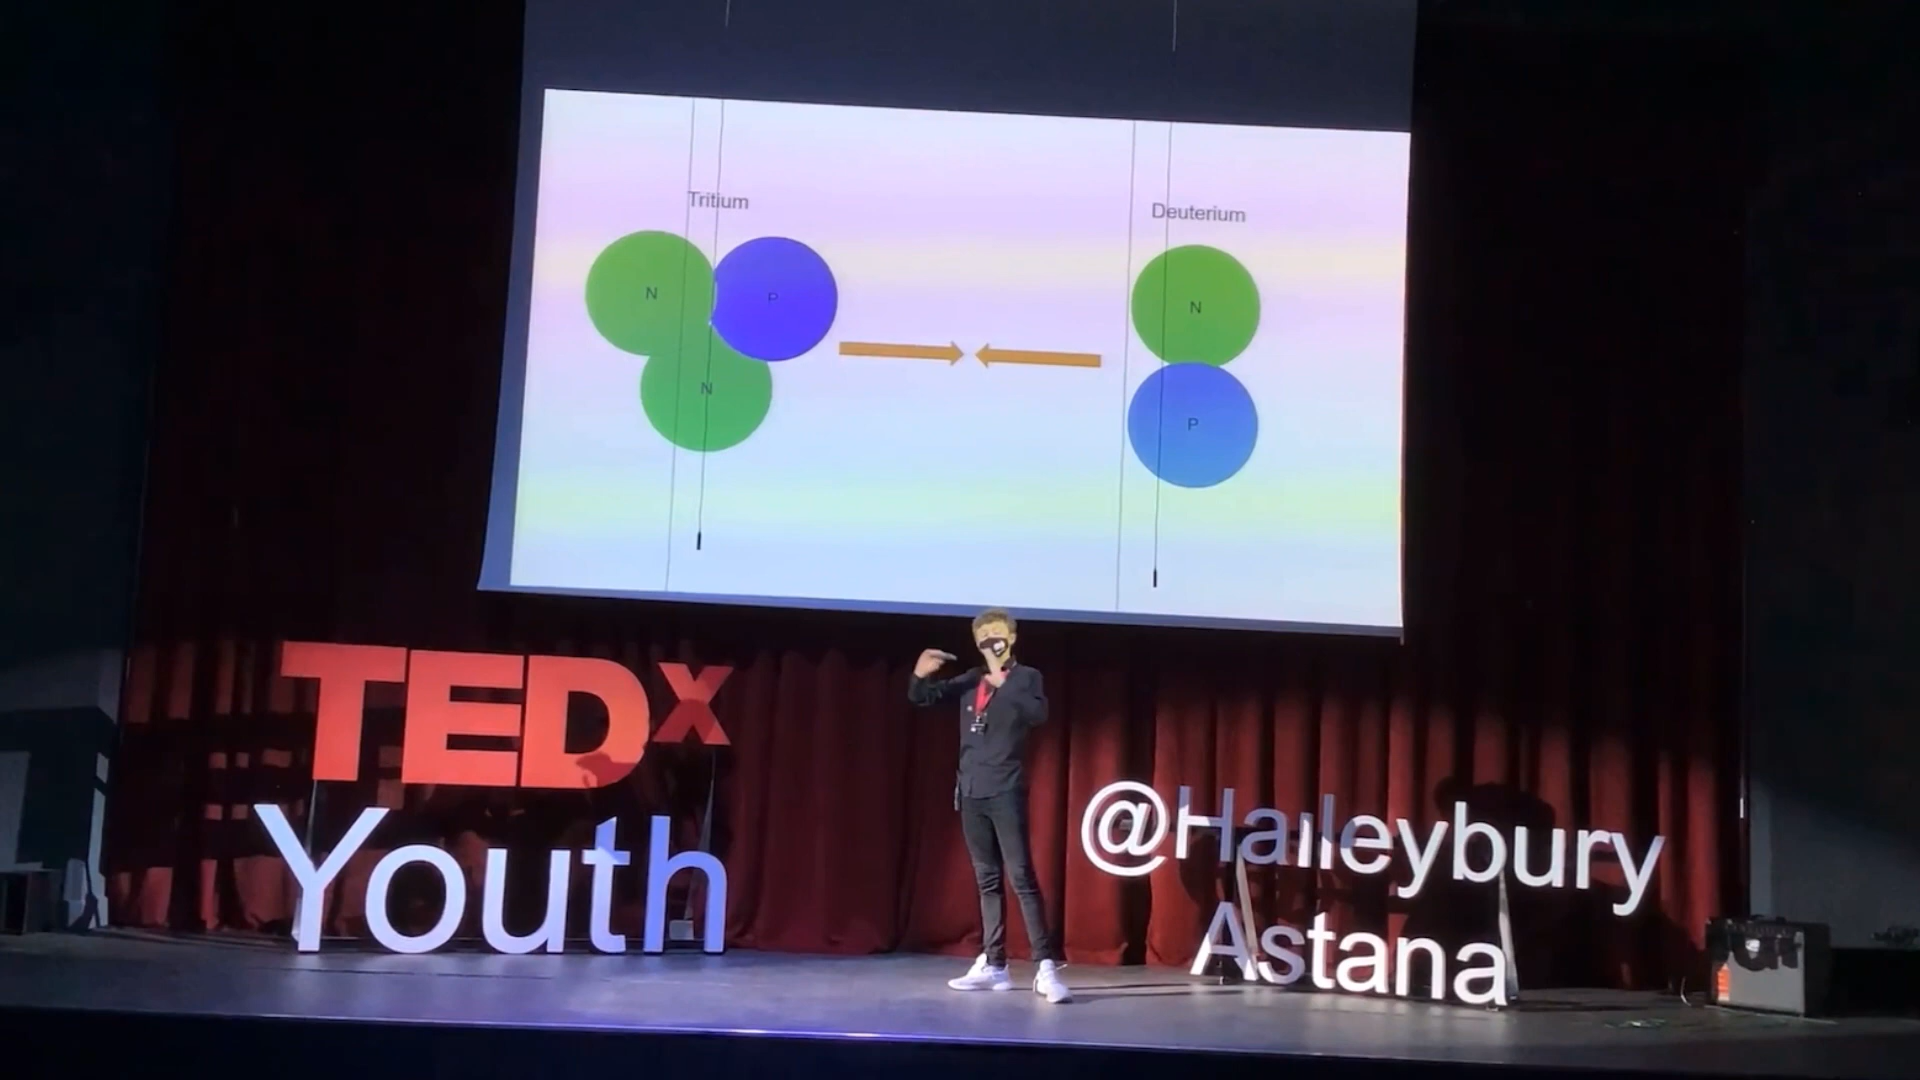 Tritium
Deuterium
N
P
N
N
P
TEDx
Youth
@Haileybury
Astana